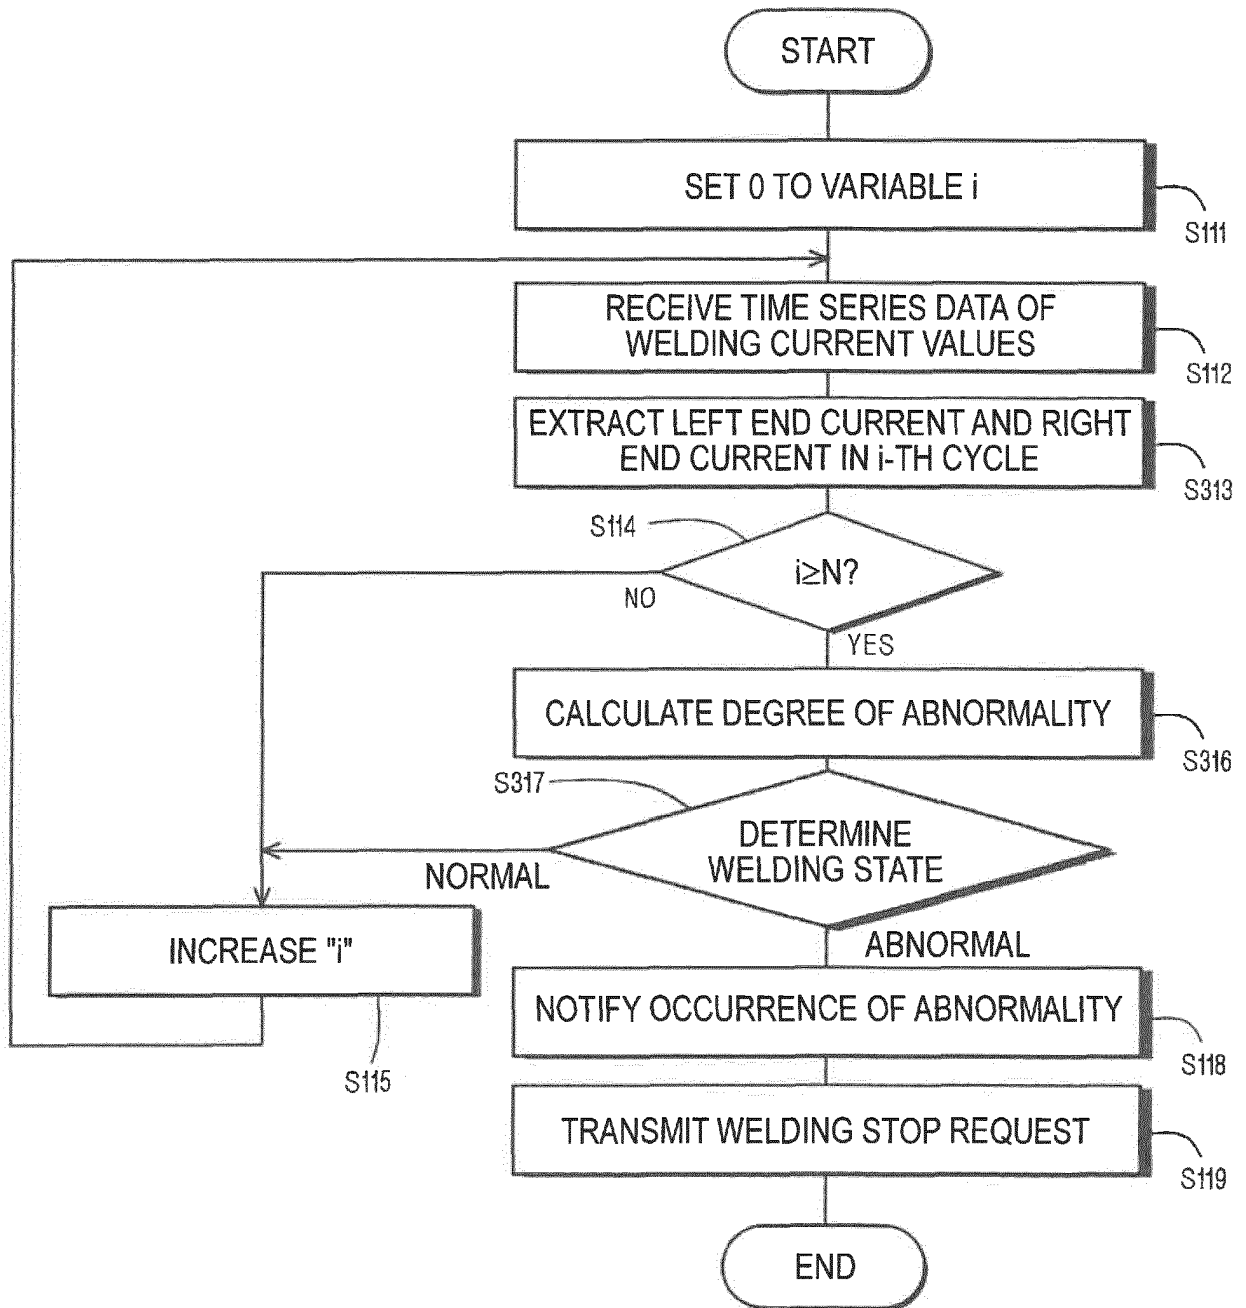 START
SET 0 TO VARIABLE i
S111
RECEIVE TIME SERIES DATA OF
WELDING CURRENT VALUES
S112
EXTRACT LEFT END CURRENT AND RIGHT
END CURRENT IN i-TH CYCLE
S313
S114
i≥N?
NO
YES
CALCULATE DEGREE OF ABNORMALITY
S316
S317
DETERMINE
WELDING STATE
NORMAL
ABNORMAL
INCREASE "i"
S115
NOTIFY OCCURRENCE OF ABNORMALITY
S118
TRANSMIT WELDING STOP REQUEST
S119
END